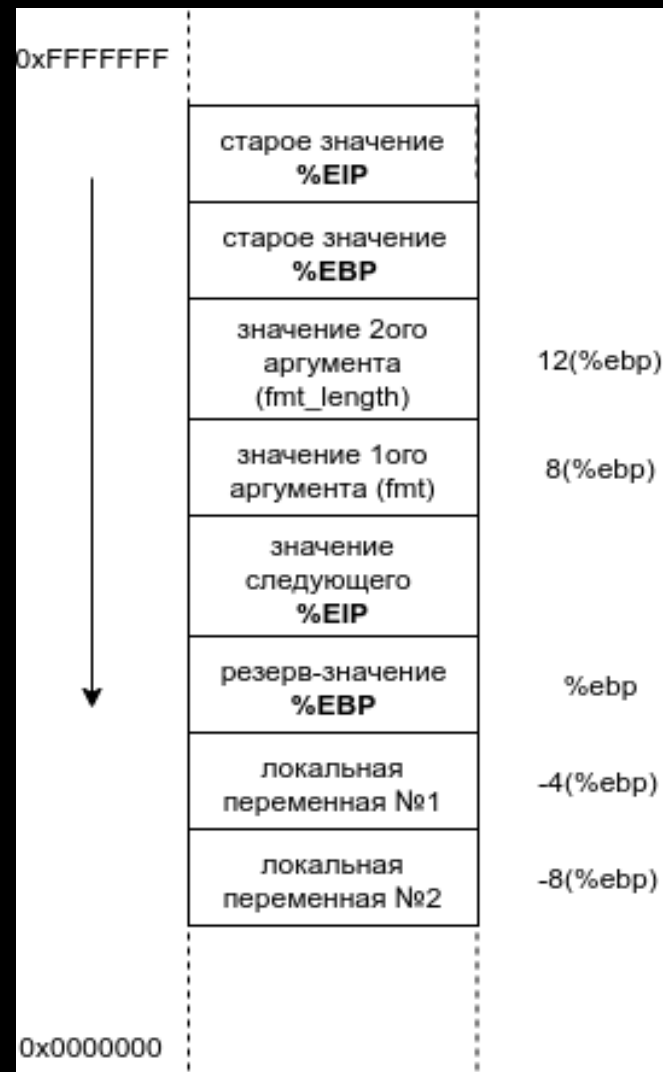 0xFFFFFFF
старое значение
%EIP
старое значение
%EBP
значение 2ого
аргумента
(fmt_length)
12(%ebp)
значение 1ого
аргумента (fmt)
8(%ebp)
значение
следующего
%EIP
резерв-значение
%EBP
%ebp
локальная
переменная №1
-4(%ebp)
локальная
переменная №2
-8(%ebp)
0x0000000